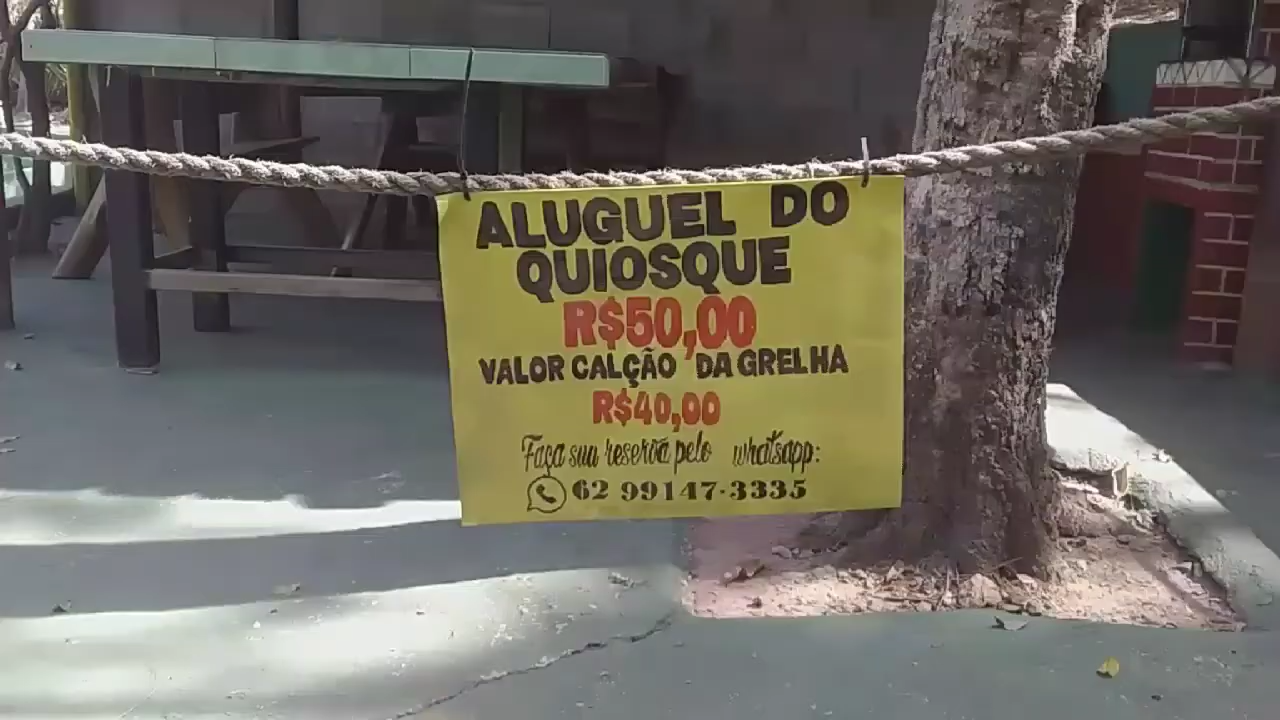 ALUGUEL DO
QUIOSQUE
R$50,00
VALOR CALÇÃO DA GRELHA
R$40,00
Faça sua reserva pelo whatsapp:
62 99147-3335